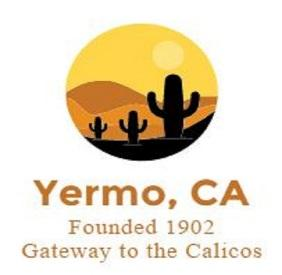 Yermo, CA
Founded 1902
Gateway to the Calicos